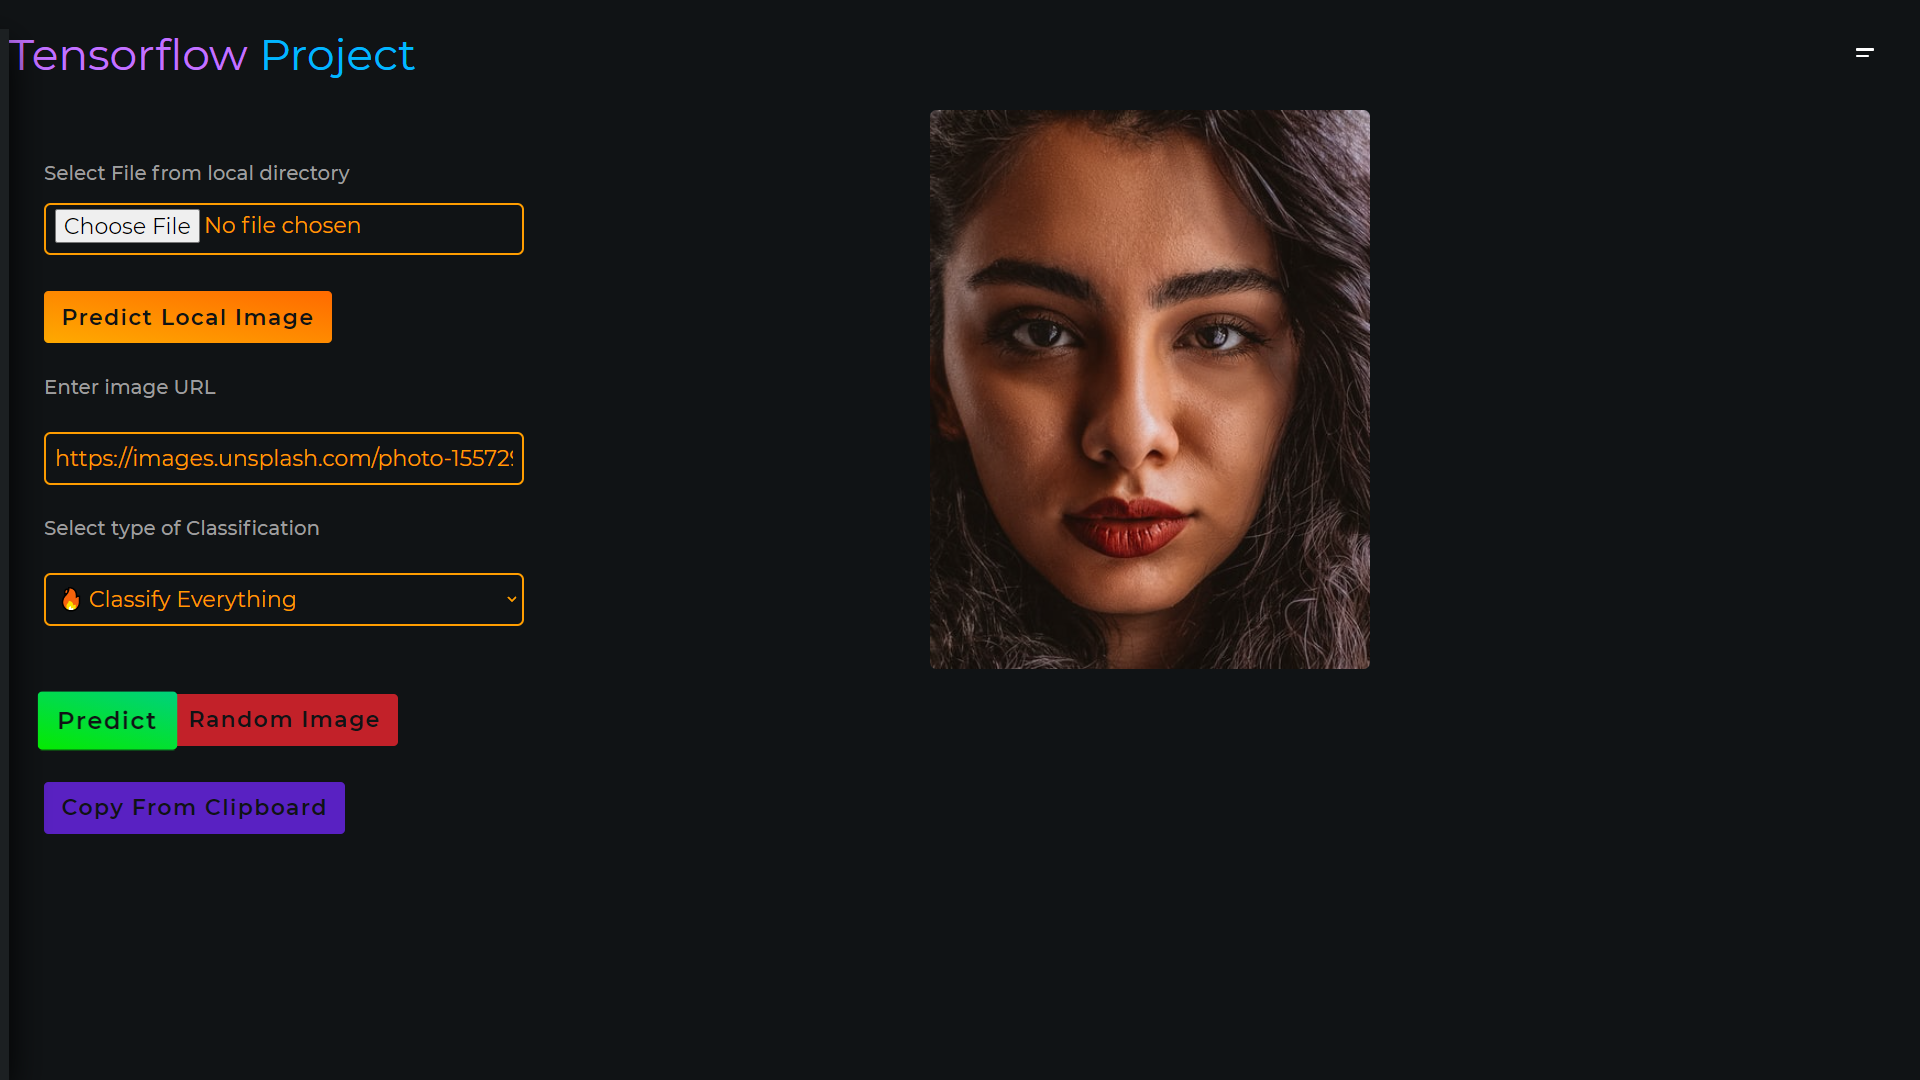 Tensorflow Project
Select File from local directory
Choose File No file chosen
Predict Local Image
Enter image URL
https://images.unsplash.com/photo-15572
Select type of Classification
🔥 Classify Everything
Predict Random Image
Copy From Clipboard